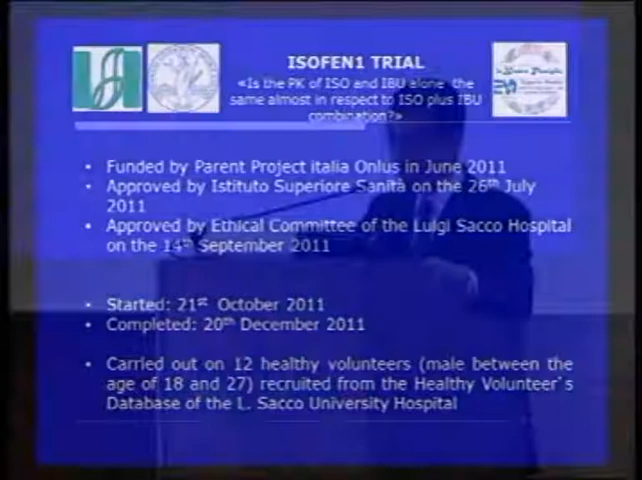 ISOFEN1 TRIAL
«Is the PK of ISO and IBU alone the
same almost in respect to ISO plus IBU
combination?»
• Funded by Parent Project italia Onlus in June 2011
• Approved by Istituto Superiore Sanità on the 26th July
2011
• Approved by Ethical Committee of the Luigi Sacco Hospital
on the 14th September 2011
• Started: 21st October 2011
• Completed: 20th December 2011
• Carried out on 12 healthy volunteers (male between the
age of 18 and 27) recruited from the Healthy Volunteer's
Database of the L. Sacco University Hospital